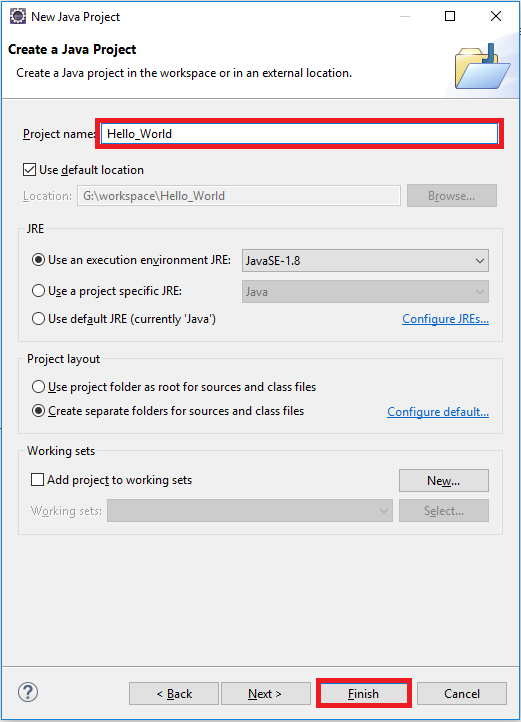 New Java Project
Create a Java Project
Create a Java project in the workspace or in an external location.
Project name: Hello_World
Use default location
Location: G:\workspace\Hello_World Browse...
JRE
Use an execution environment JRE: JavaSE-1.8
Use a project specific JRE: Java
Use default JRE (currently 'Java') Configure JREs...
Project layout
Use project folder as root for sources and class files
Create separate folders for sources and class files Configure default...
Working sets
Add project to working sets New...
Working sets: Select...
? < Back Next > Finish Cancel